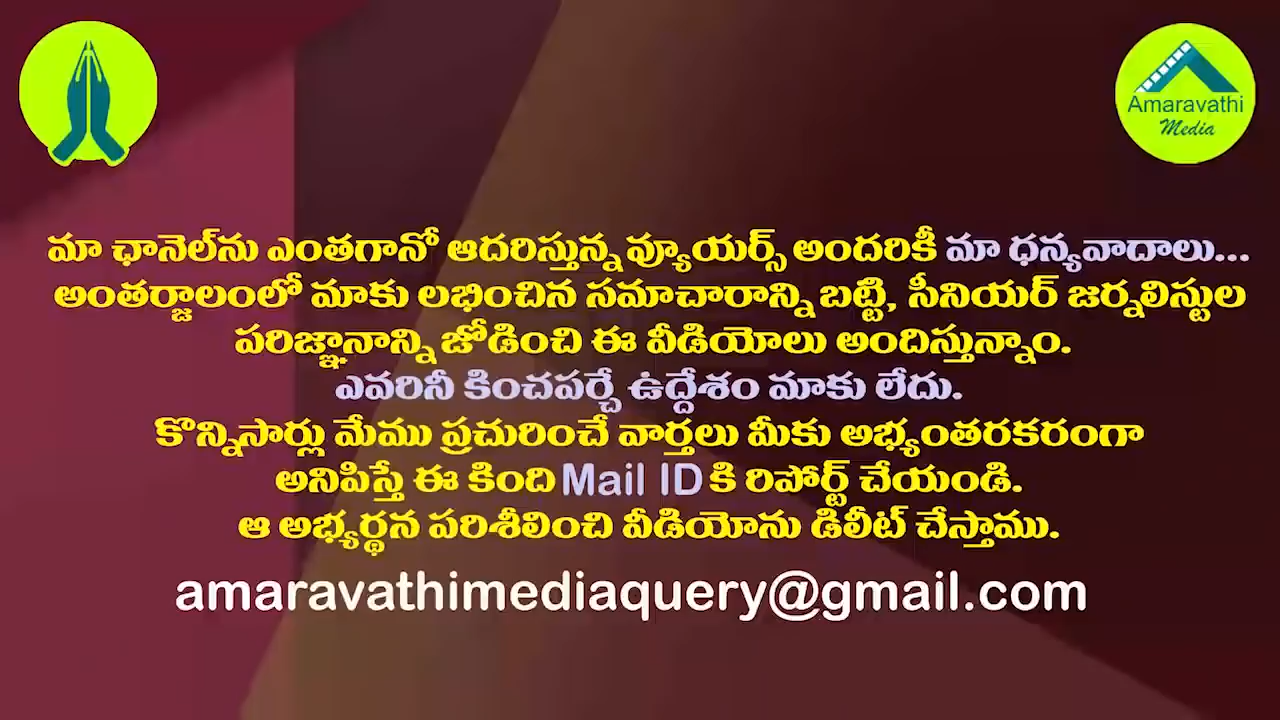 Amaravathi
Media
మా ఛానెల్‌ను ఎంతగానో ఆదరిస్తున్న వ్యూయర్స్ అందరికీ మా ధన్యవాదాలు...
అంతర్జాలంలో మాకు లభించిన సమాచారాన్ని బట్టి, సీనియర్ జర్నలిస్టుల
పరిజ్ఞానాన్ని జోడించి ఈ వీడియోలు అందిస్తున్నాం.
ఎవరినీ కించపర్చే ఉద్దేశం మాకు లేదు.
కొన్నిసార్లు మేము ప్రచురించే వార్తలు మీకు అభ్యంతరకరంగా
అనిపిస్తే ఈ కింది Mail ID కి రిపోర్ట్ చేయండి.
ఆ అభ్యర్థన పరిశీలించి వీడియోను డిలీట్ చేస్తాము.
amaravathimediaquery@gmail.com